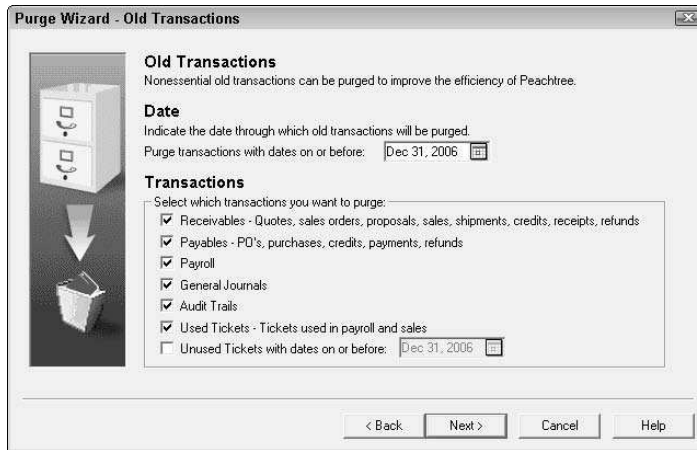 Purge Wizard - Old Transactions
Old Transactions
Nonessential old transactions can be purged to improve the efficiency of Peachtree.
Date
Indicate the date through which old transactions will be purged.
Purge transactions with dates on or before: Dec 31, 2006
Transactions
Select which transactions you want to purge:
Receivables - Quotes, sales orders, proposals, sales, shipments, credits, receipts, refunds
Payables - PO's, purchases, credits, payments, refunds
Payroll
General Journals
Audit Trails
Used Tickets - Tickets used in payroll and sales
Unused Tickets with dates on or before: Dec 31, 2006
< Back Next > Cancel Help